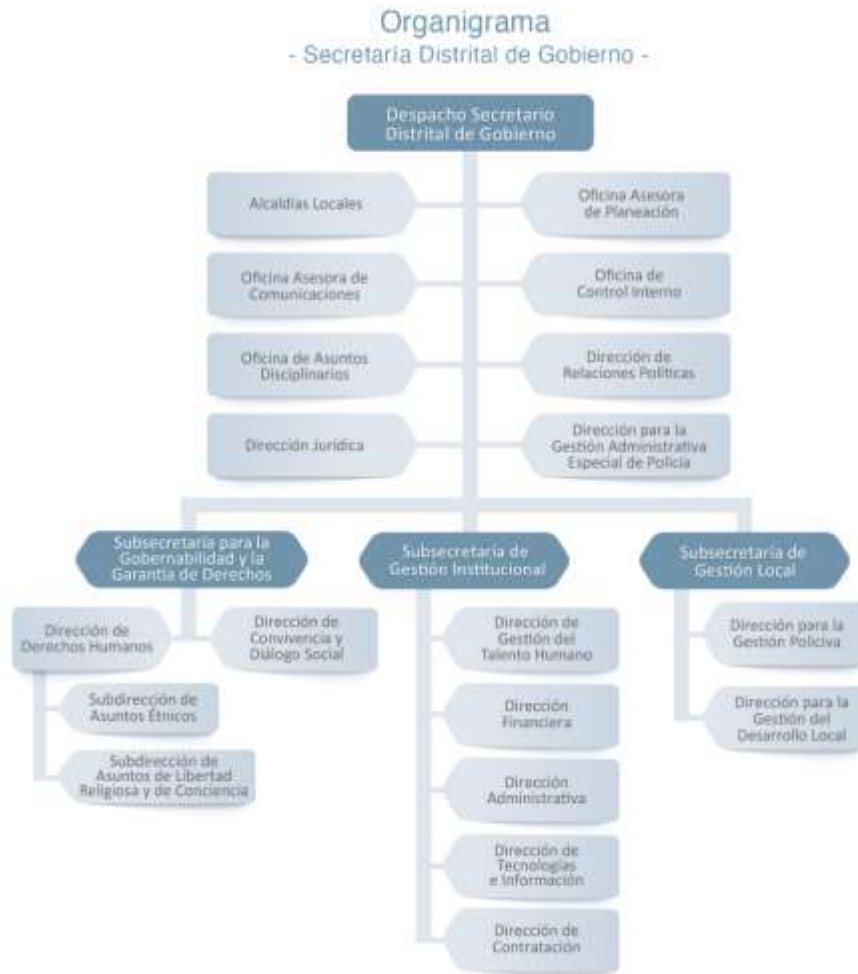 Organigrama
- Secretaría Distrital de Gobierno -
Despacho Secretario
Distrital de Gobierno
Alcaldías Locales
Oficina Asesora
de Planeación
Oficina Asesora de
Comunicaciones
Oficina de
Control Interno
Oficina de Asuntos
Disciplinarios
Dirección de
Relaciones Políticas
Dirección Jurídica
Dirección para la
Gestión Administrativa
Especial de Policía
Subsecretaría para la
Gobernabilidad y la
Garantía de Derechos
Subsecretaría de
Gestión Institucional
Subsecretaría de
Gestión Local
Dirección de
Derechos Humanos
Dirección de
Convivencia y
Diálogo Social
Subdirección de
Asuntos Étnicos
Subdirección de
Asuntos de Libertad
Religiosa y de Conciencia
Dirección de
Gestión del
Talento Humano
Dirección
Financiera
Dirección
Administrativa
Dirección de
Tecnologías
e Información
Dirección de
Contratación
Dirección para la
Gestión Policiva
Dirección para la
Gestión del
Desarrollo Local